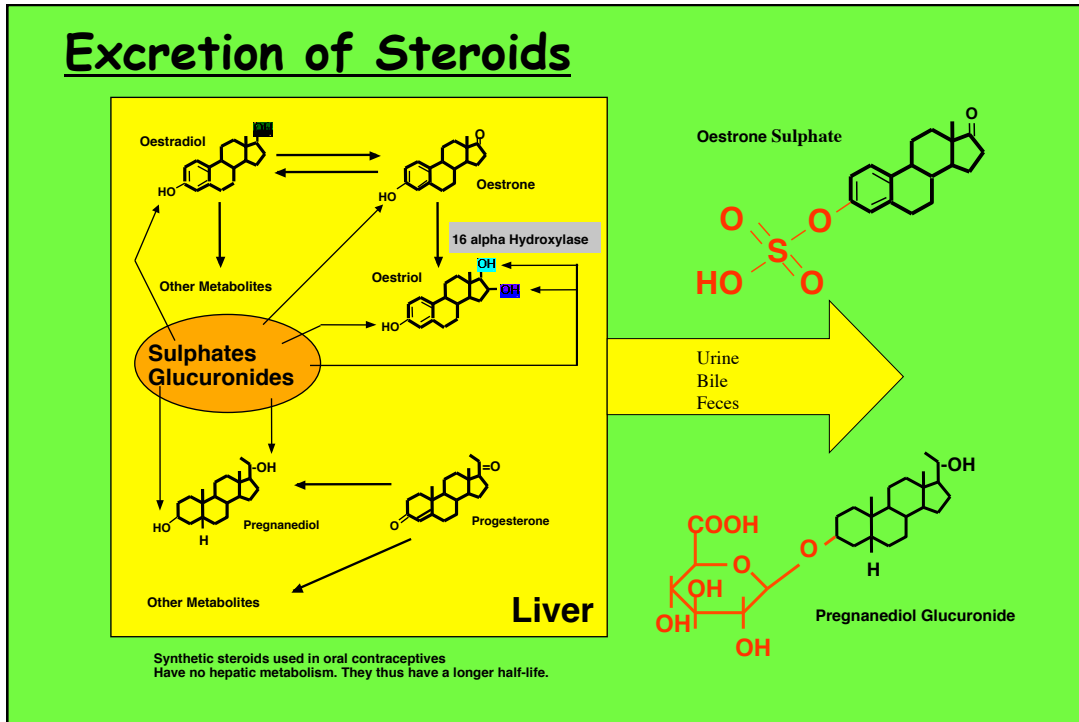 Excretion of Steroids
OH
Oestradiol
HO
O
Oestrone
HO
Other Metabolites
16 alpha Hydroxylase
Oestriol
OH
OH
HO
Sulphates
Glucuronides
-OH
HO
H
Pregnanediol
=O
O
Progesterone
Other Metabolites
Liver
Oestrone Sulphate
O
O
O
S
HO
O
Urine
Bile
Feces
-OH
COOH
O
O
H
OH
OH
OH
Pregnanediol Glucuronide
Synthetic steroids used in oral contraceptives
Have no hepatic metabolism. They thus have a longer half-life.